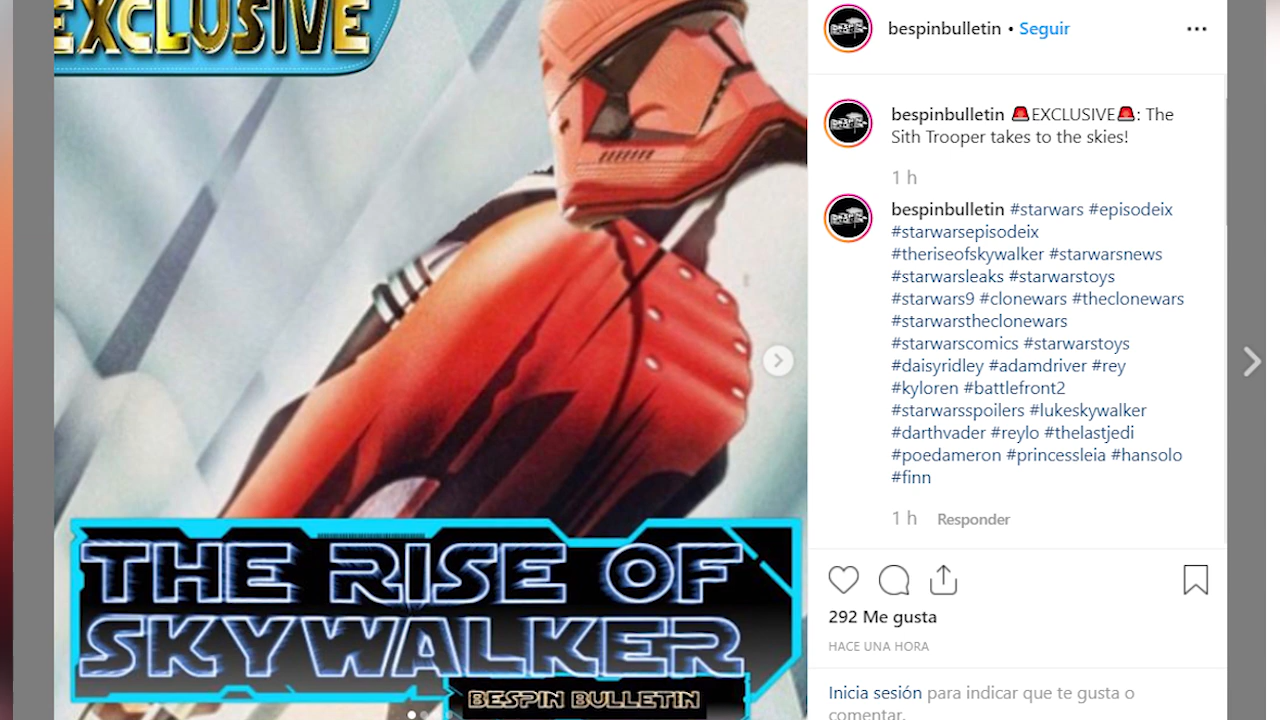 EXCLUSIVE
THE RISE OF
SKYWALKER
BESPIN BULLETIN
bespinbulletin • Seguir
bespinbulletin 🚨EXCLUSIVE🚨: The
Sith Trooper takes to the skies!
1 h
bespinbulletin #starwars #episodeix
#starwarsepisodeix
#theriseofskywalker #starwarsnews
#starwarsleaks #starwarstoys
#starwars9 #clonewars #theclonewars
#starwarstheclonewars
#starwarscomics #starwarstoys
#daisyridley #adamdriver #rey
#kyloren #battlefront2
#starwarsspoilers #lukeskywalker
#darthvader #reylo #thelastjedi
#poedameron #princessleia #hansolo
#finn
1 h Responder
292 Me gusta
HACE UNA HORA
Inicia sesión para indicar que te gusta o
comentar.